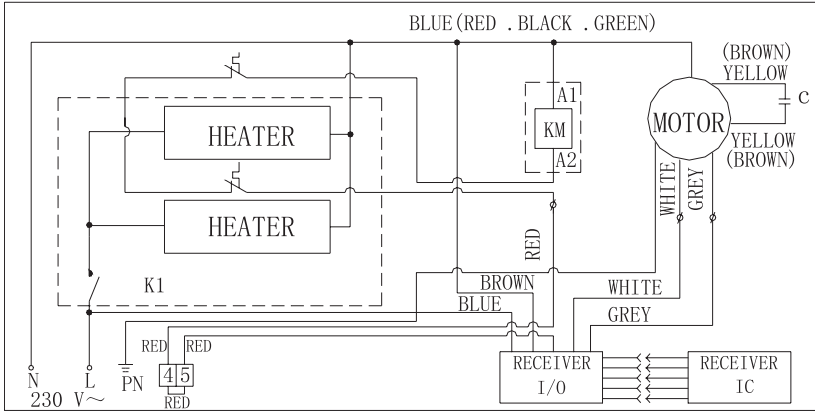 BLUE(RED .BLACK .GREEN)
(BROWN)
YELLOW
C
A1
KM
A2
HEATER
MOTOR
YELLOW
(BROWN)
WHITE
GREY
HEATER
RED
K1
BROWN
WHITE
BLUE
GREY
RED
RED
N
L
PN
4 5
RED
230 V~
RECEIVER
I/O
RECEIVER
IC